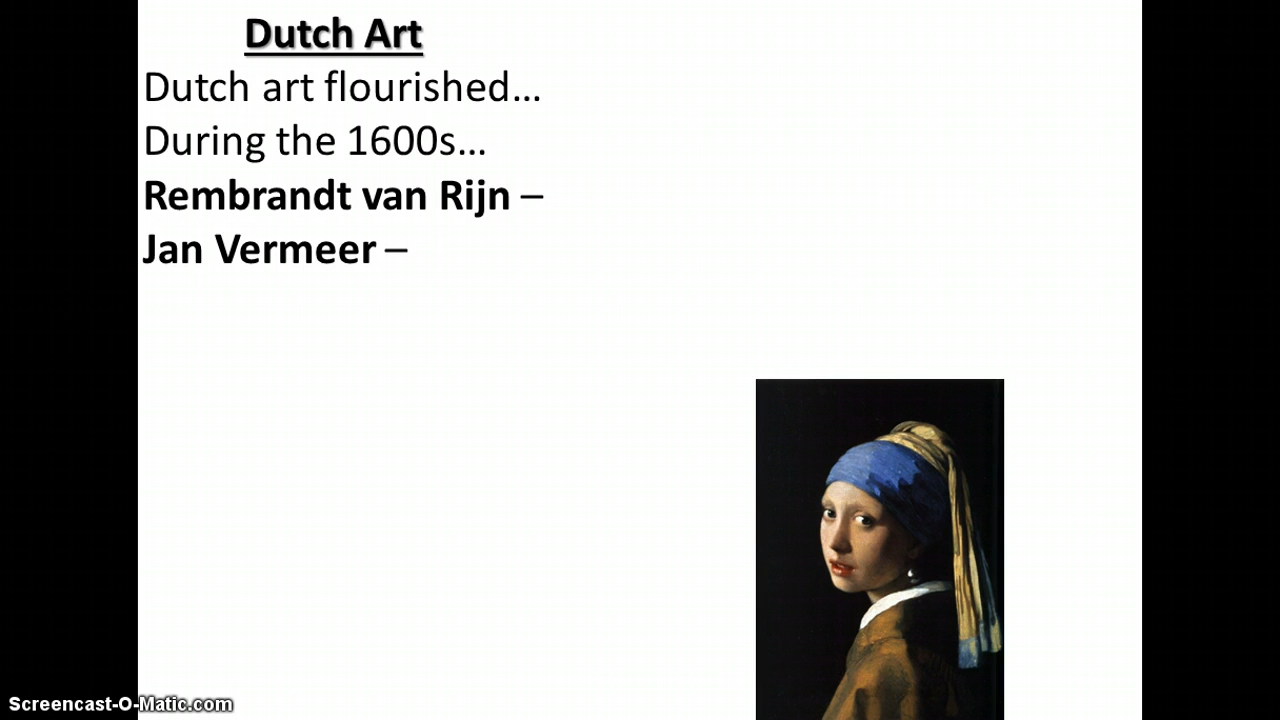 Dutch Art
Dutch art flourished…
During the 1600s…
Rembrandt van Rijn –
Jan Vermeer –
Screencast-O-Matic.com